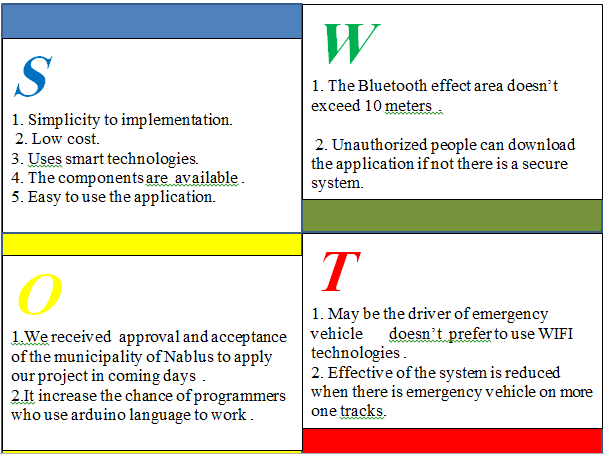 S
1. Simplicity to implementation.
2. Low cost.
3. Uses smart technologies.
4. The components are available .
5. Easy to use the application.
W
1. The Bluetooth effect area doesn't
exceed 10 meters .
2. Unauthorized people can download
the application if not there is a secure
system.
O
1.We received approval and acceptance
of the municipality of Nablus to apply
our project in coming days .
2.It increase the chance of programmers
who use arduino language to work .
T
1. May be the driver of emergency
vehicle doesn't prefer to use WIFI
technologies .
2. Effective of the system is reduced
when there is emergency vehicle on more
one tracks.